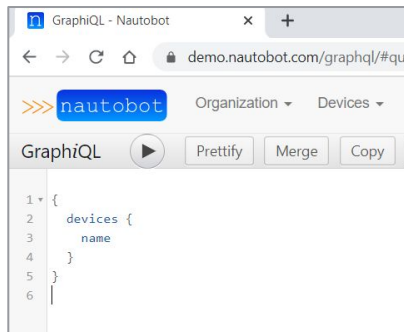 GraphiQL - Nautobot
demo.nautobot.com/graphql/#qu
>>> nautobot Organization Devices
GraphiQL Prettify Merge Copy
1 {
2 devices {
3 name
4 }
5 }
6